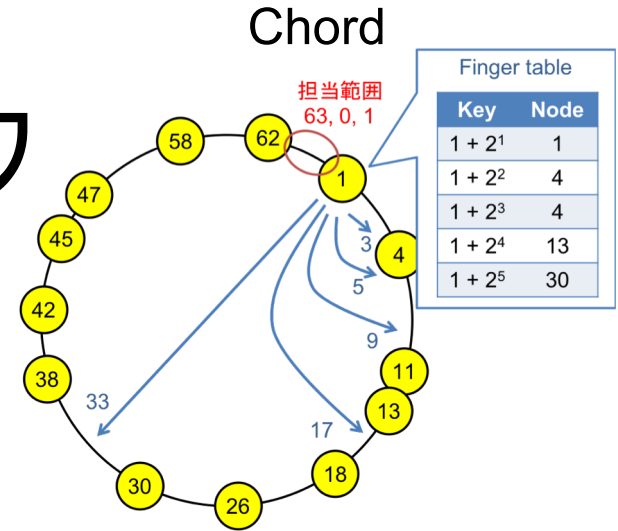 Chord
担当範囲
63, 0, 1
Finger table
Key Node
1 + 2¹ 1
1 + 2² 4
1 + 2³ 4
1 + 2⁴ 13
1 + 2⁵ 30
58
62
1
47
45
4
3
5
42
9
11
38
33
13
17
18
30
26